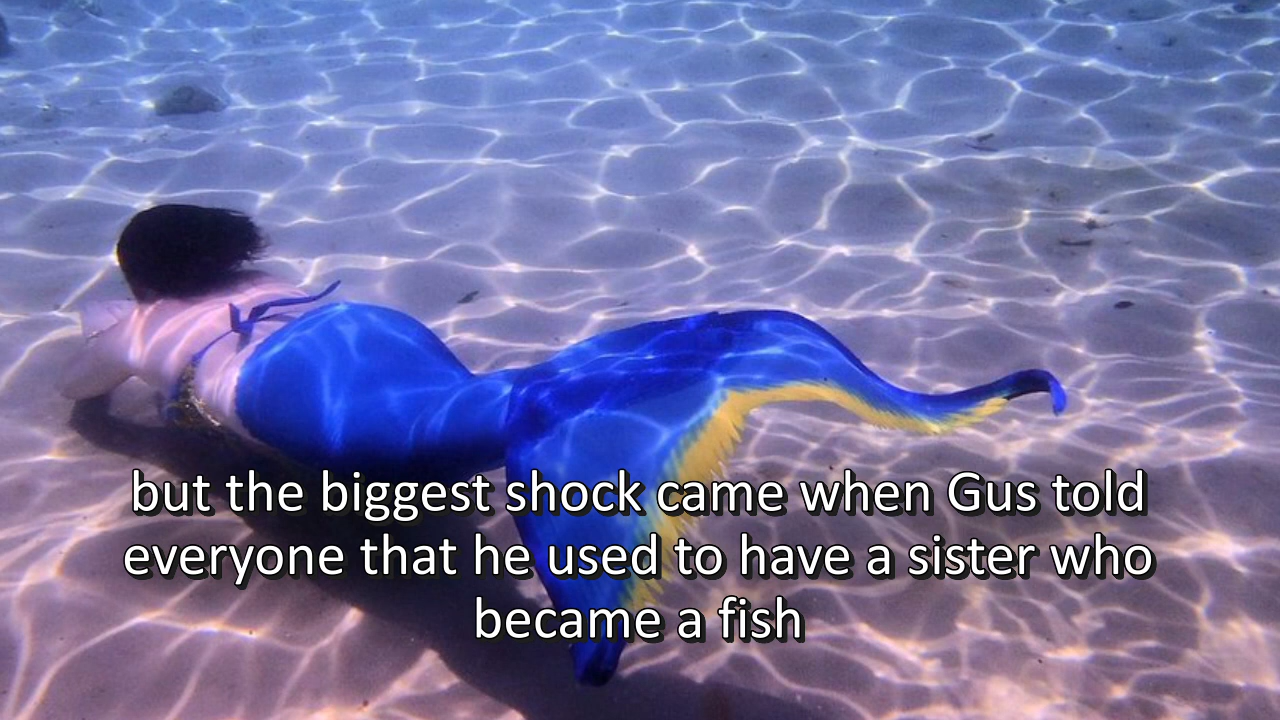 but the biggest shock came when Gus told
everyone that he used to have a sister who
became a fish